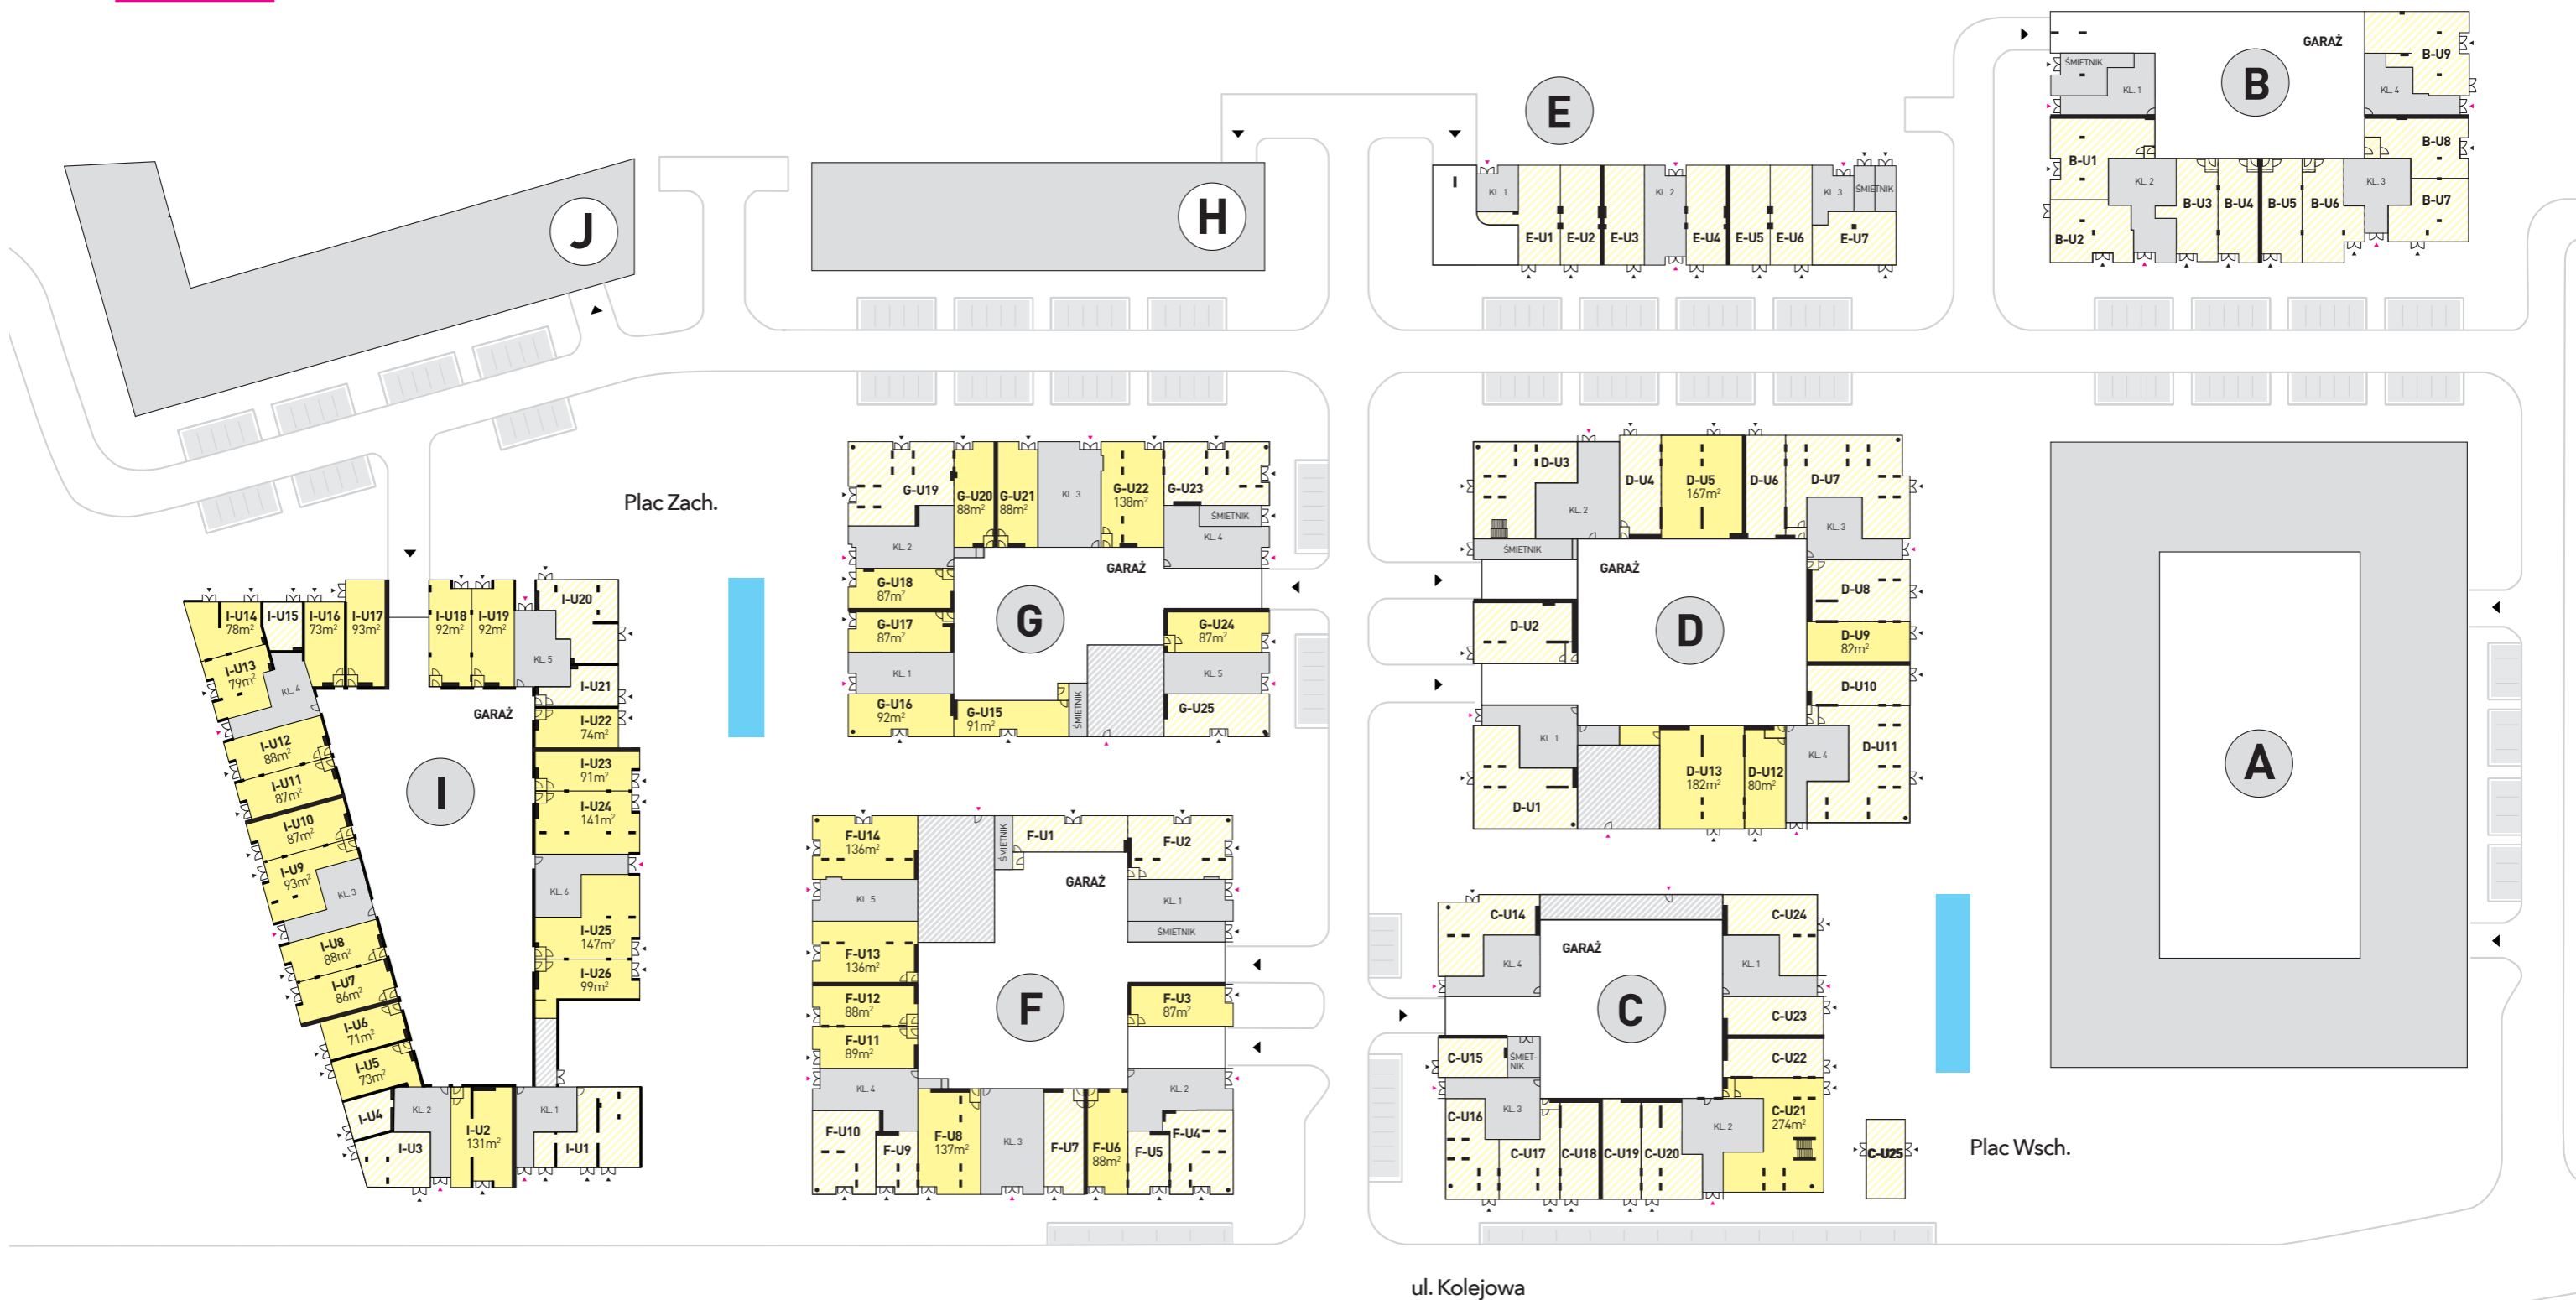 B
GARAŻ
ŚMIETNIK
KL. 1
KL. 4
B-U9
B-U8
B-U1
KL. 2
KL. 3
B-U7
B-U2
B-U3
B-U4
B-U5
B-U6
E
KL. 1
KL. 2
KL. 3
ŚMIETNIK
E-U1
E-U2
E-U3
E-U4
E-U5
E-U6
E-U7
J
H
Plac Zach.
G-U19
G-U20
88m²
G-U21
88m²
KL. 3
G-U22
138m²
G-U23
ŚMIETNIK
KL. 2
KL. 4
GARAŻ
G-U18
87m²
G
G-U17
87m²
G-U24
87m²
KL. 1
KL. 5
G-U16
92m²
G-U15
91m²
ŚMIETNIK
G-U25
D-U3
D-U4
D-U5
167m²
D-U6
D-U7
KL. 2
KL. 3
ŚMIETNIK
GARAŻ
D-U8
D-U2
D
D-U9
82m²
D-U10
KL. 1
KL. 4
D-U11
D-U13
182m²
D-U12
80m²
D-U1
A
I-U14
78m²
I-U15
I-U16
73m²
I-U17
93m²
I-U18
92m²
I-U19
92m²
I-U20
I-U13
79m²
KL. 4
KL. 5
I-U21
GARAŻ
I-U22
74m²
I-U12
88m²
I-U11
87m²
I
I-U23
91m²
I-U24
141m²
I-U10
87m²
I-U9
93m²
KL. 3
KL. 6
I-U25
147m²
I-U8
88m²
I-U7
86m²
I-U26
99m²
I-U6
71m²
I-U5
73m²
I-U4
KL. 2
KL. 1
I-U3
I-U2
131m²
I-U1
F-U14
136m²
ŚMIETNIK
F-U1
F-U2
GARAŻ
KL. 5
KL. 1
ŚMIETNIK
F-U13
136m²
F-U12
88m²
F
F-U3
87m²
F-U11
89m²
KL. 4
KL. 2
F-U10
F-U9
F-U8
137m²
KL. 3
F-U7
F-U6
88m²
F-U5
F-U4
C-U14
C-U24
GARAŻ
KL. 4
KL. 1
C
C-U23
C-U15
ŚMIET-
NIK
C-U22
C-U16
KL. 3
KL. 2
C-U21
274m²
C-U17
C-U18
C-U19
C-U20
C-U25
Plac Wsch.
ul. Kolejowa